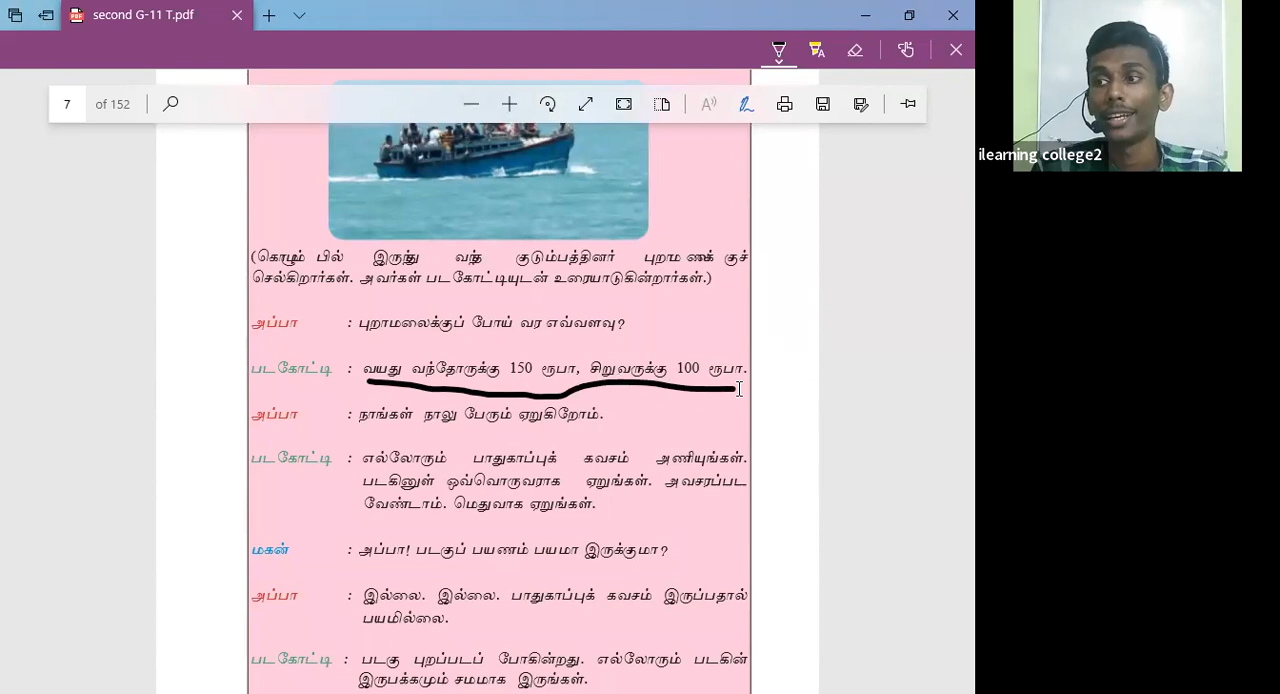 second G-11 T.pdf
7 of 152
ilearning college2
(கொழும் பில் இருந்து வந்த குடும்பத்தினர் குச்
செல்கிறார்கள். அவர்கள் படகோட்டியுடன் உரையாடுகின்றார்கள்.)
அப்பா : புறாமலைக்குப் போய் வர எவ்வளவு?
படகோட்டி : வயது வந்தோருக்கு 150 ரூபா, சிறுவருக்கு 100 ரூபா.
அப்பா : நாங்கள் நாலு பேரும் ஏறுகிறோம்.
படகோட்டி : எல்லோரும் பாதுகாப்புக் கவசம் அணியுங்கள்.
படகினுள் ஒவ்வொருவராக ஏறுங்கள். அவசரப்பட
வேண்டாம். மெதுவாக ஏறுங்கள்.
மகன் : அப்பா! படகுப் பயணம் பயமா இருக்குமா?
அப்பா : இல்லை. இல்லை. பாதுகாப்புக் கவசம் இருப்பதால்
பயமில்லை.
படகோட்டி : படகு புறப்படப் போகின்றது. எல்லோரும் படகின்
இருபக்கமும் சமமாக இருங்கள்.